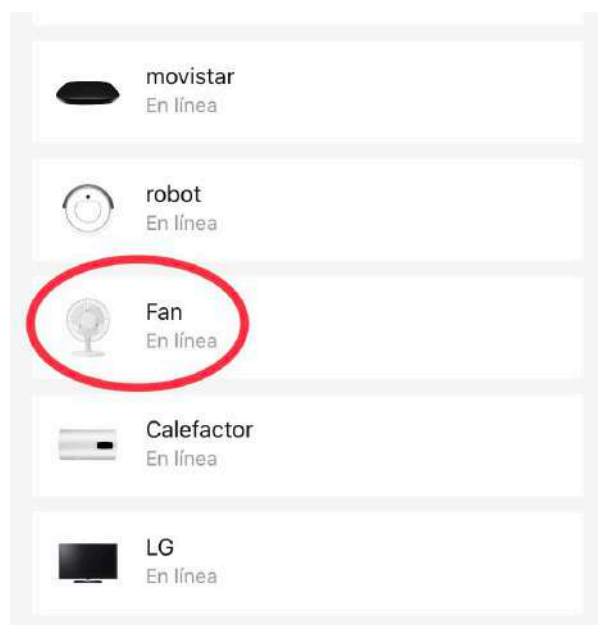 movistar
En línea
robot
En línea
Fan
En línea
Calefactor
En línea
LG
En línea